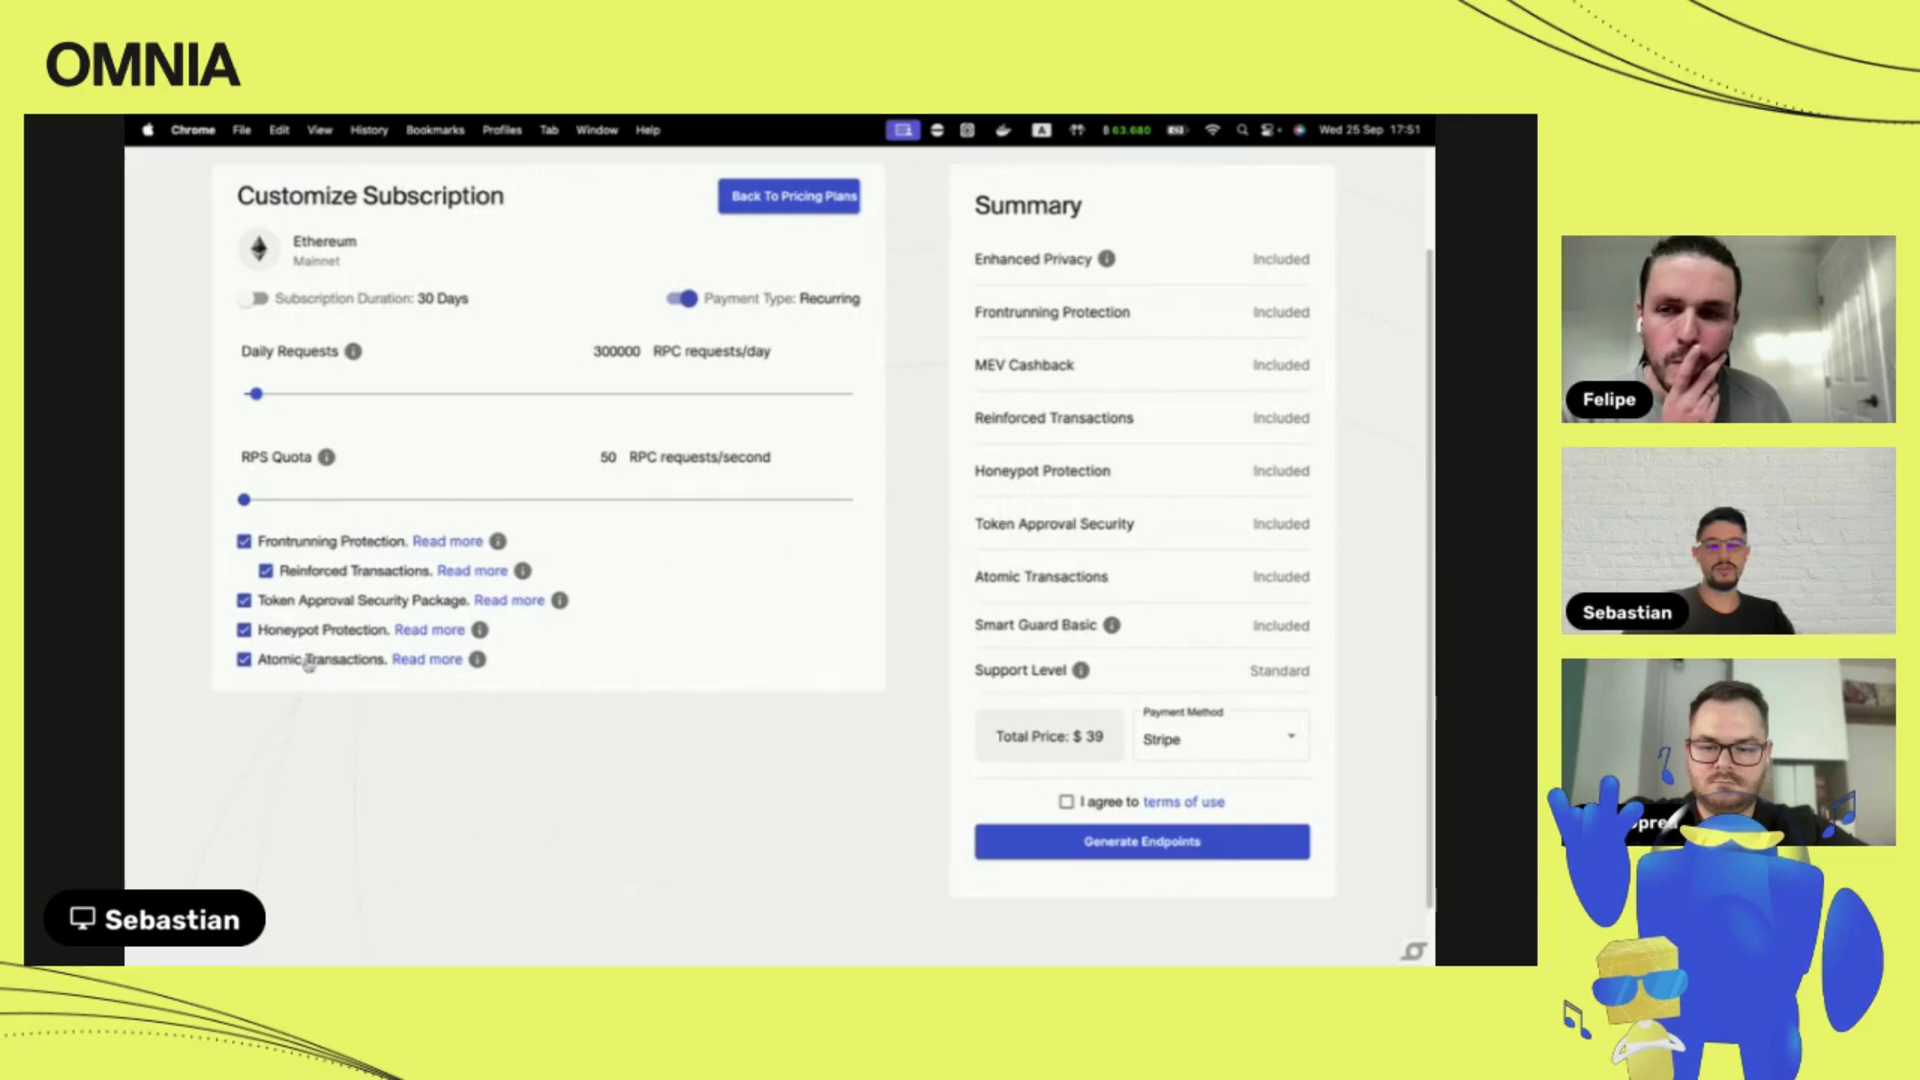 OMNIA
Chrome File Edit View History Bookmarks Profiles Tab Window Help
63.680
Wed 25 Sep 17:51
Customize Subscription
Back To Pricing Plans
Ethereum
Mainnet
Subscription Duration: 30 Days
Payment Type: Recurring
Daily Requests
300000 RPC requests/day
RPS Quota
50 RPC requests/second
Frontrunning Protection. Read more
Reinforced Transactions. Read more
Token Approval Security Package. Read more
Honeypot Protection. Read more
Atomic Transactions. Read more
Summary
Enhanced Privacy Included
Frontrunning Protection Included
MEV Cashback Included
Reinforced Transactions Included
Honeypot Protection Included
Token Approval Security Included
Atomic Transactions Included
Smart Guard Basic Included
Support Level Standard
Total Price: $ 39
Payment Method
Stripe
I agree to terms of use
Generate Endpoints
Sebastian
Felipe
Sebastian